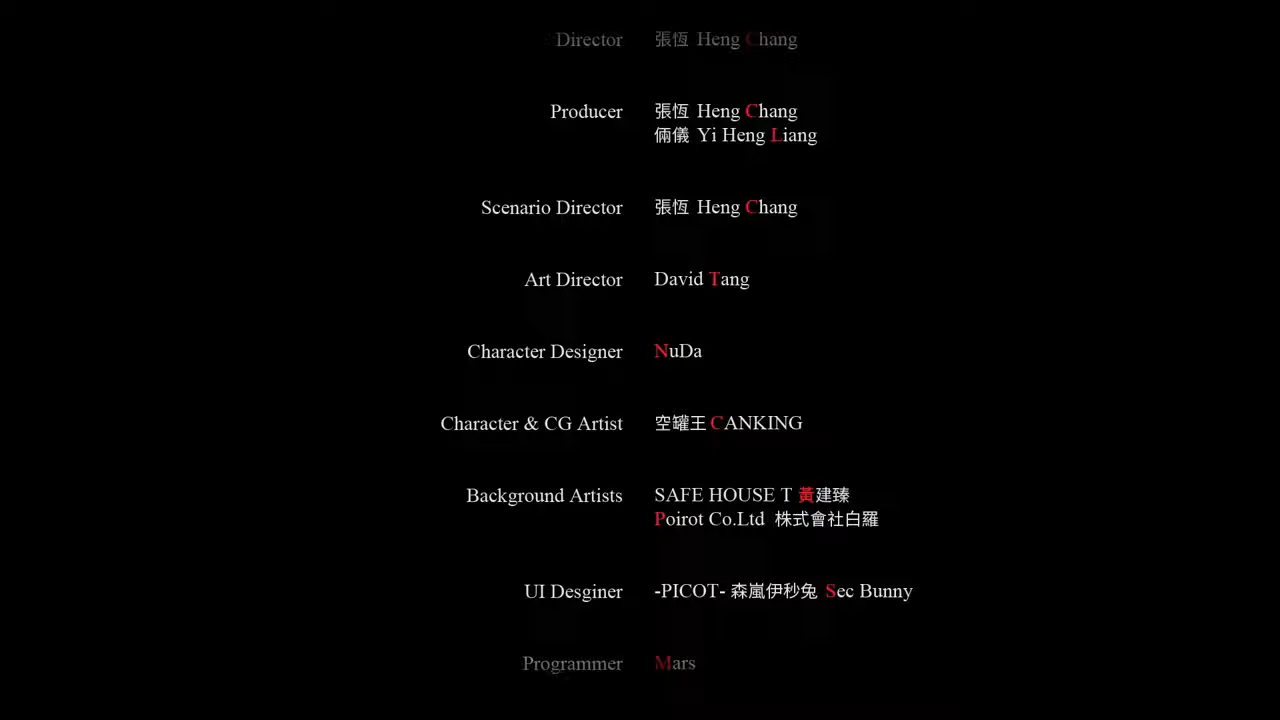 Director 張恆 Heng Chang
Producer 張恆 Heng Chang
倆儀 Yi Heng Liang
Scenario Director 張恆 Heng Chang
Art Director David Tang
Character Designer NuDa
Character & CG Artist 空罐王 CANKING
Background Artists SAFE HOUSE T 黃建臻
Poirot Co.Ltd 株式會社白羅
UI Desginer -PICOT- 森嵐伊秒兔 Sec Bunny
Programmer Mars